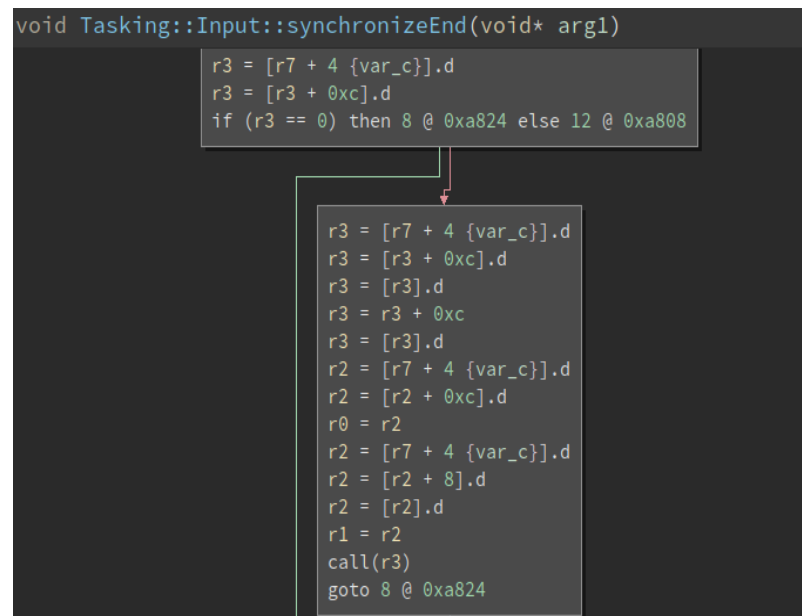 void Tasking::Input::synchronizeEnd(void* arg1)
r3 = [r7 + 4 {var_c}].d
r3 = [r3 + 0xc].d
if (r3 == 0) then 8 @ 0xa824 else 12 @ 0xa808
r3 = [r7 + 4 {var_c}].d
r3 = [r3 + 0xc].d
r3 = [r3].d
r3 = r3 + 0xc
r3 = [r3].d
r2 = [r7 + 4 {var_c}].d
r2 = [r2 + 0xc].d
r0 = r2
r2 = [r7 + 4 {var_c}].d
r2 = [r2 + 8].d
r2 = [r2].d
r1 = r2
call(r3)
goto 8 @ 0xa824